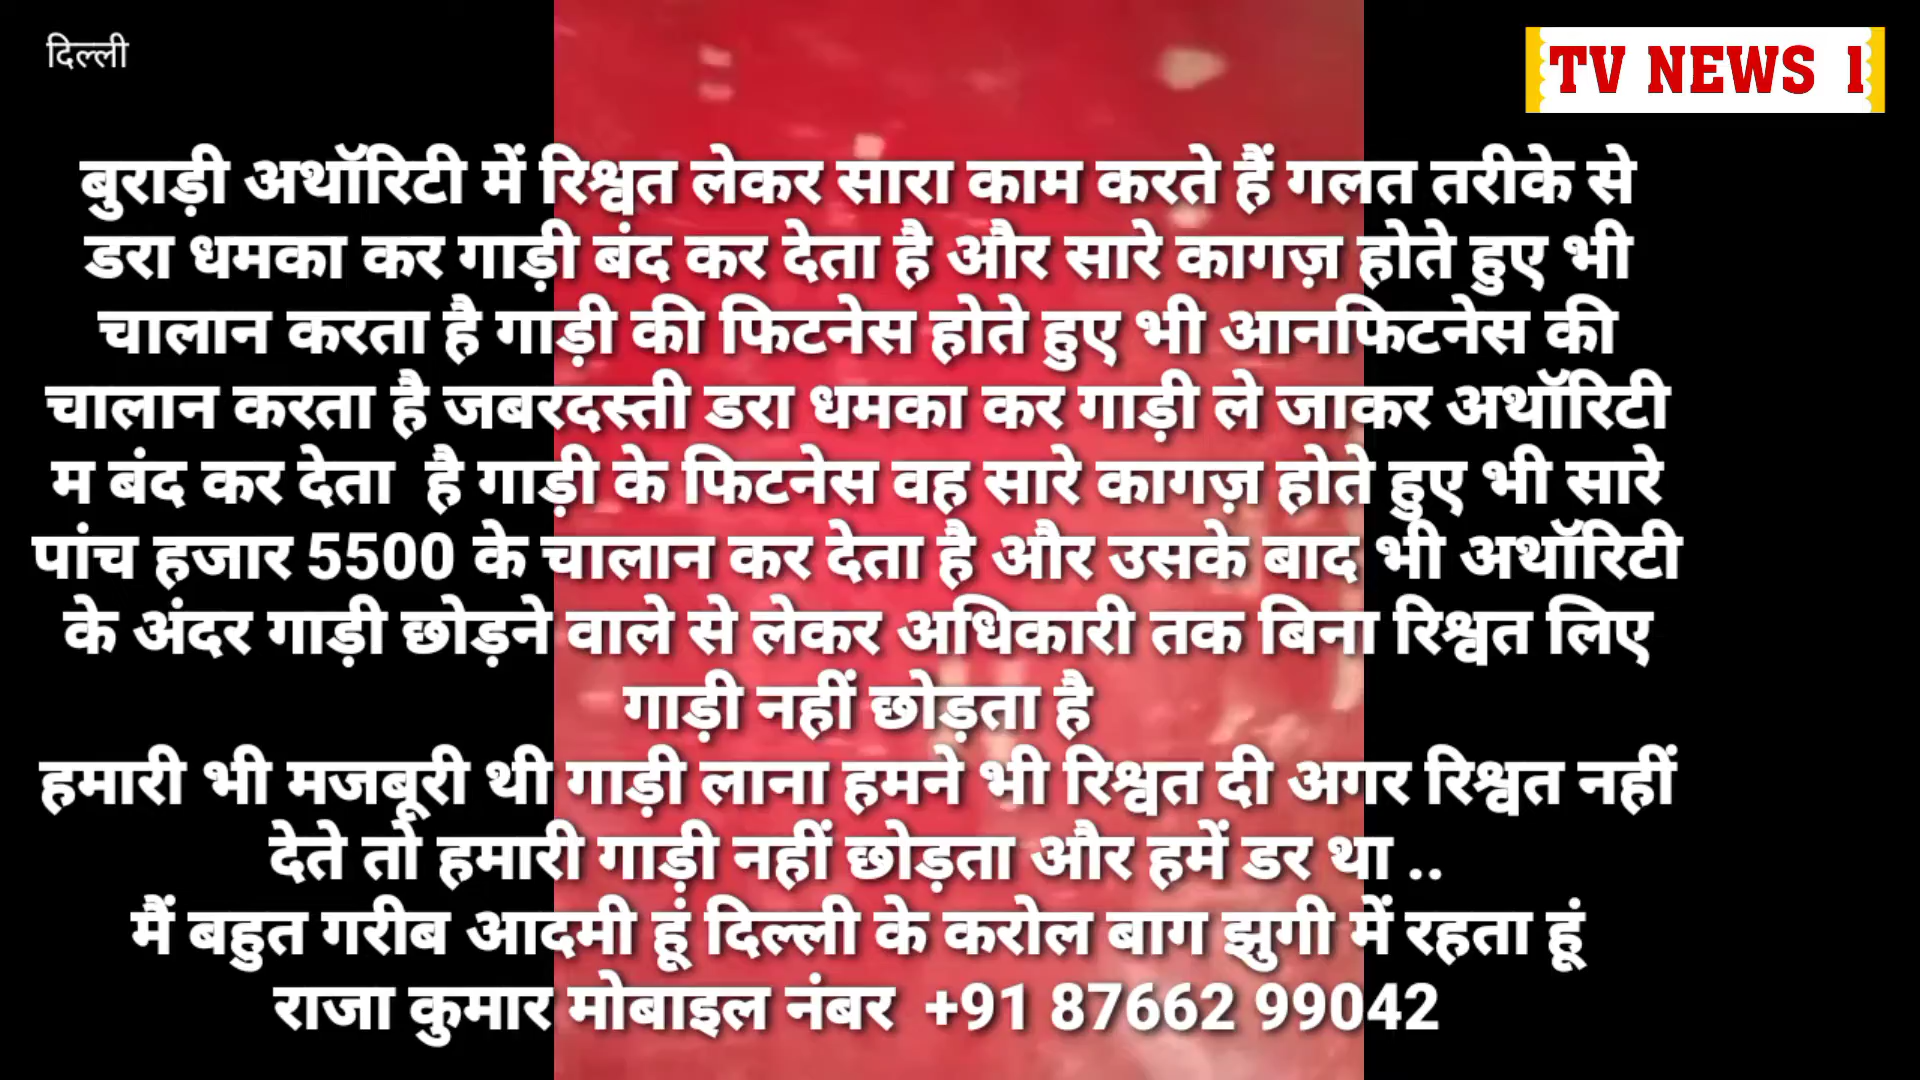 दिल्ली
TV NEWS 1
बुराड़ी अथॉरिटी में रिश्वत लेकर सारा काम करते हैं गलत तरीके से
डरा धमका कर गाड़ी बंद कर देता है और सारे कागज़ होते हुए भी
चालान करता है गाड़ी की फिटनेस होते हुए भी आनफिटनेस की
चालान करता है जबरदस्ती डरा धमका कर गाड़ी ले जाकर अथॉरिटी
म बंद कर देता  है गाड़ी के फिटनेस वह सारे कागज़ होते हुए भी सारे
पांच हजार 5500 के चालान कर देता है और उसके बाद भी अथॉरिटी
के अंदर गाड़ी छोड़ने वाले से लेकर अधिकारी तक बिना रिश्वत लिए
गाड़ी नहीं छोड़ता है
हमारी भी मजबूरी थी गाड़ी लाना हमने भी रिश्वत दी अगर रिश्वत नहीं
देते तो हमारी गाड़ी नहीं छोड़ता और हमें डर था ..
मैं बहुत गरीब आदमी हूं दिल्ली के करोल बाग झुगी में रहता हूं
राजा कुमार मोबाइल नंबर  +91 87662 99042